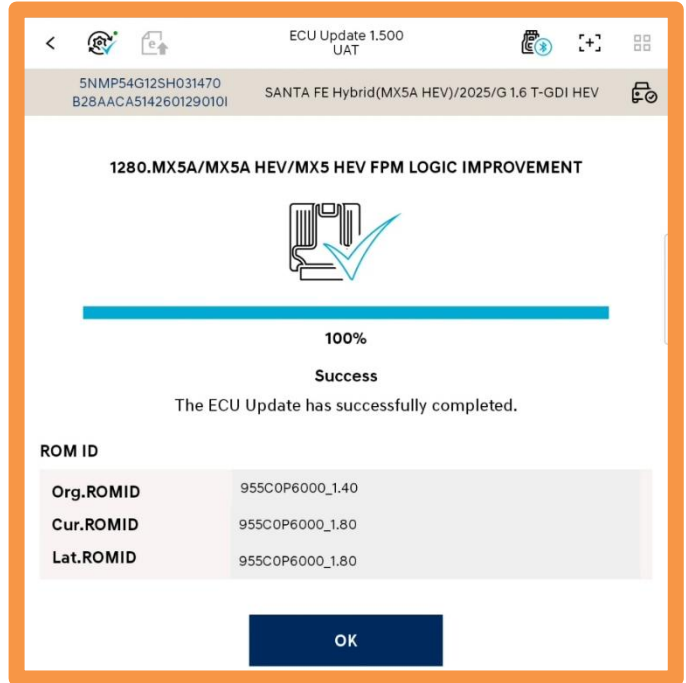 ECU Update 1.500
UAT
5NMP54G12SH031470
B28AACA514260129010I
SANTA FE Hybrid(MX5A HEV)/2025/G 1.6 T-GDI HEV
1280.MX5A/MX5A HEV/MX5 HEV FPM LOGIC IMPROVEMENT
100%
Success
The ECU Update has successfully completed.
ROM ID
Org.ROMID 955C0P6000_1.40
Cur.ROMID 955C0P6000_1.80
Lat.ROMID 955C0P6000_1.80
OK